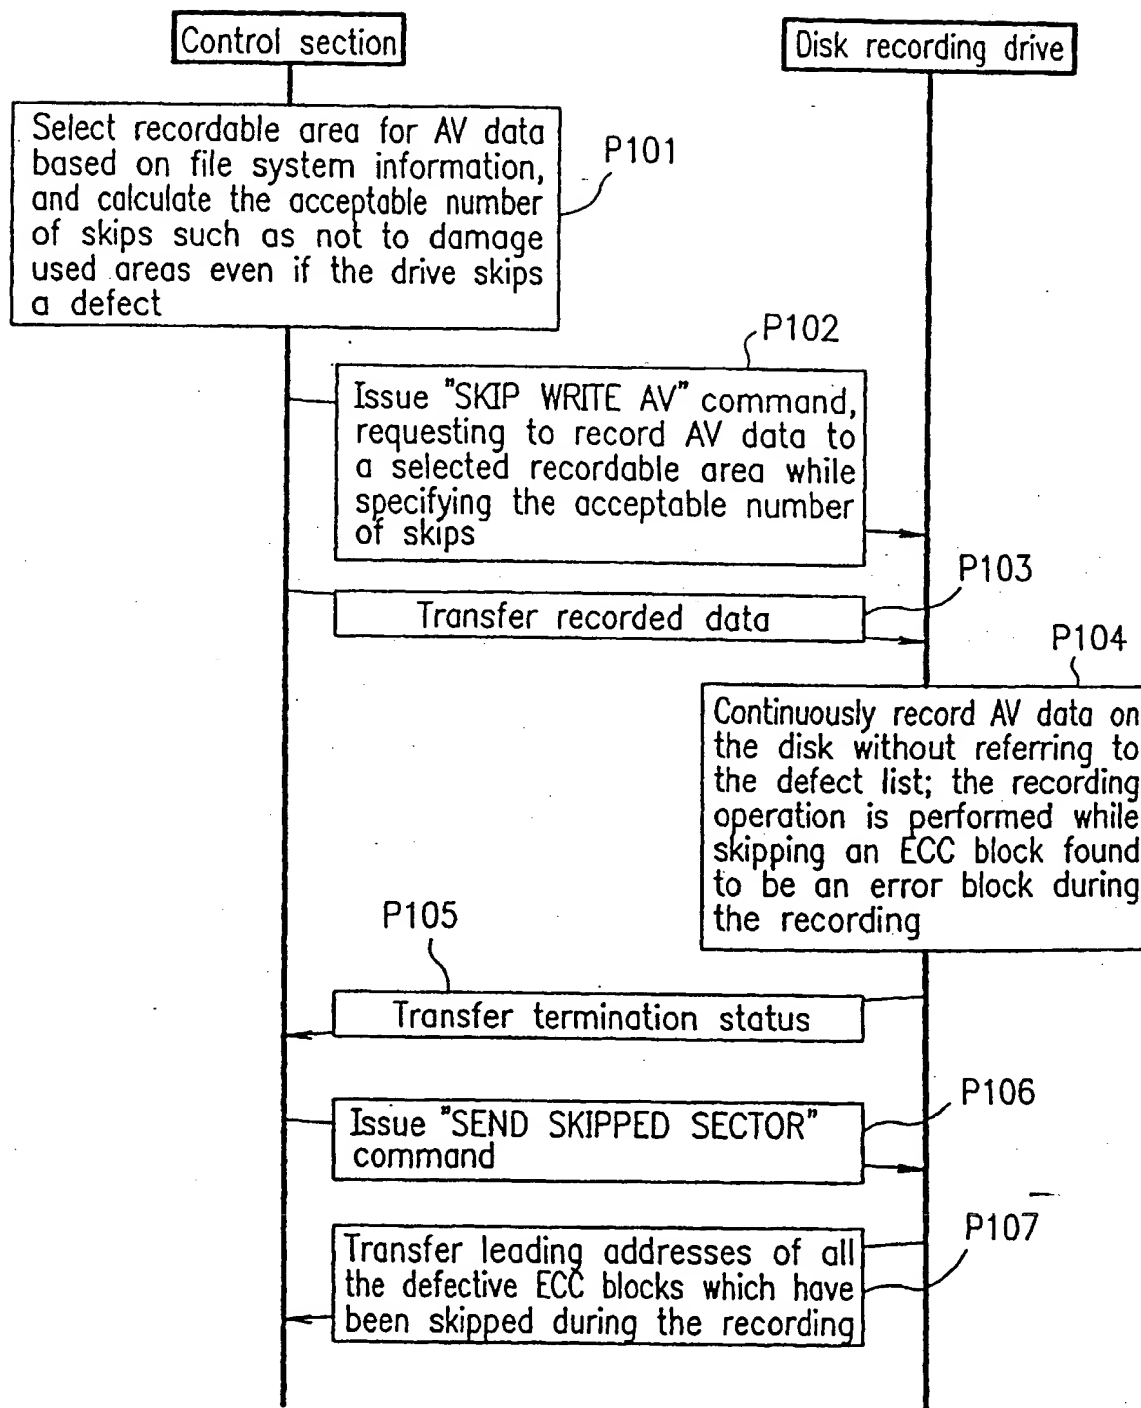 Control section
Disk recording drive
Select recordable area for AV data
based on file system information,
and calculate the acceptable number
of skips such as not to damage
used areas even if the drive skips
a defect
P101
P102
Issue "SKIP WRITE AV" command,
requesting to record AV data to
a selected recordable area while
specifying the acceptable number
of skips
P103
Transfer recorded data
P104
Continuously record AV data on
the disk without referring to
the defect list; the recording
operation is performed while
skipping an ECC block found
to be an error block during
the recording
P105
Transfer termination status
P106
Issue "SEND SKIPPED SECTOR"
command
P107
Transfer leading addresses of all
the defective ECC blocks which have
been skipped during the recording